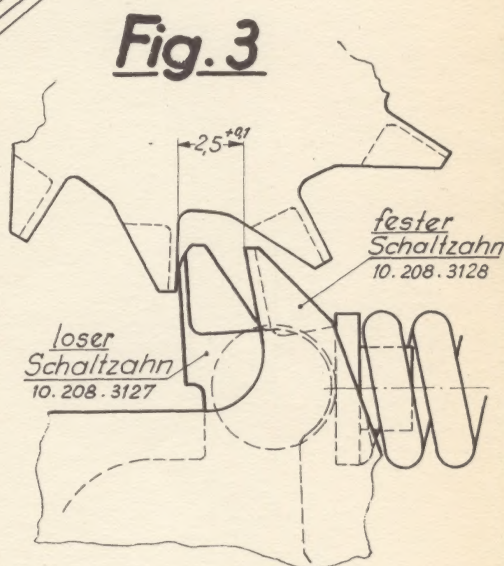 Fig. 3
2,5 +0,1
fester
Schaltzahn
10.208.3128
loser
Schaltzahn
10.208.3127